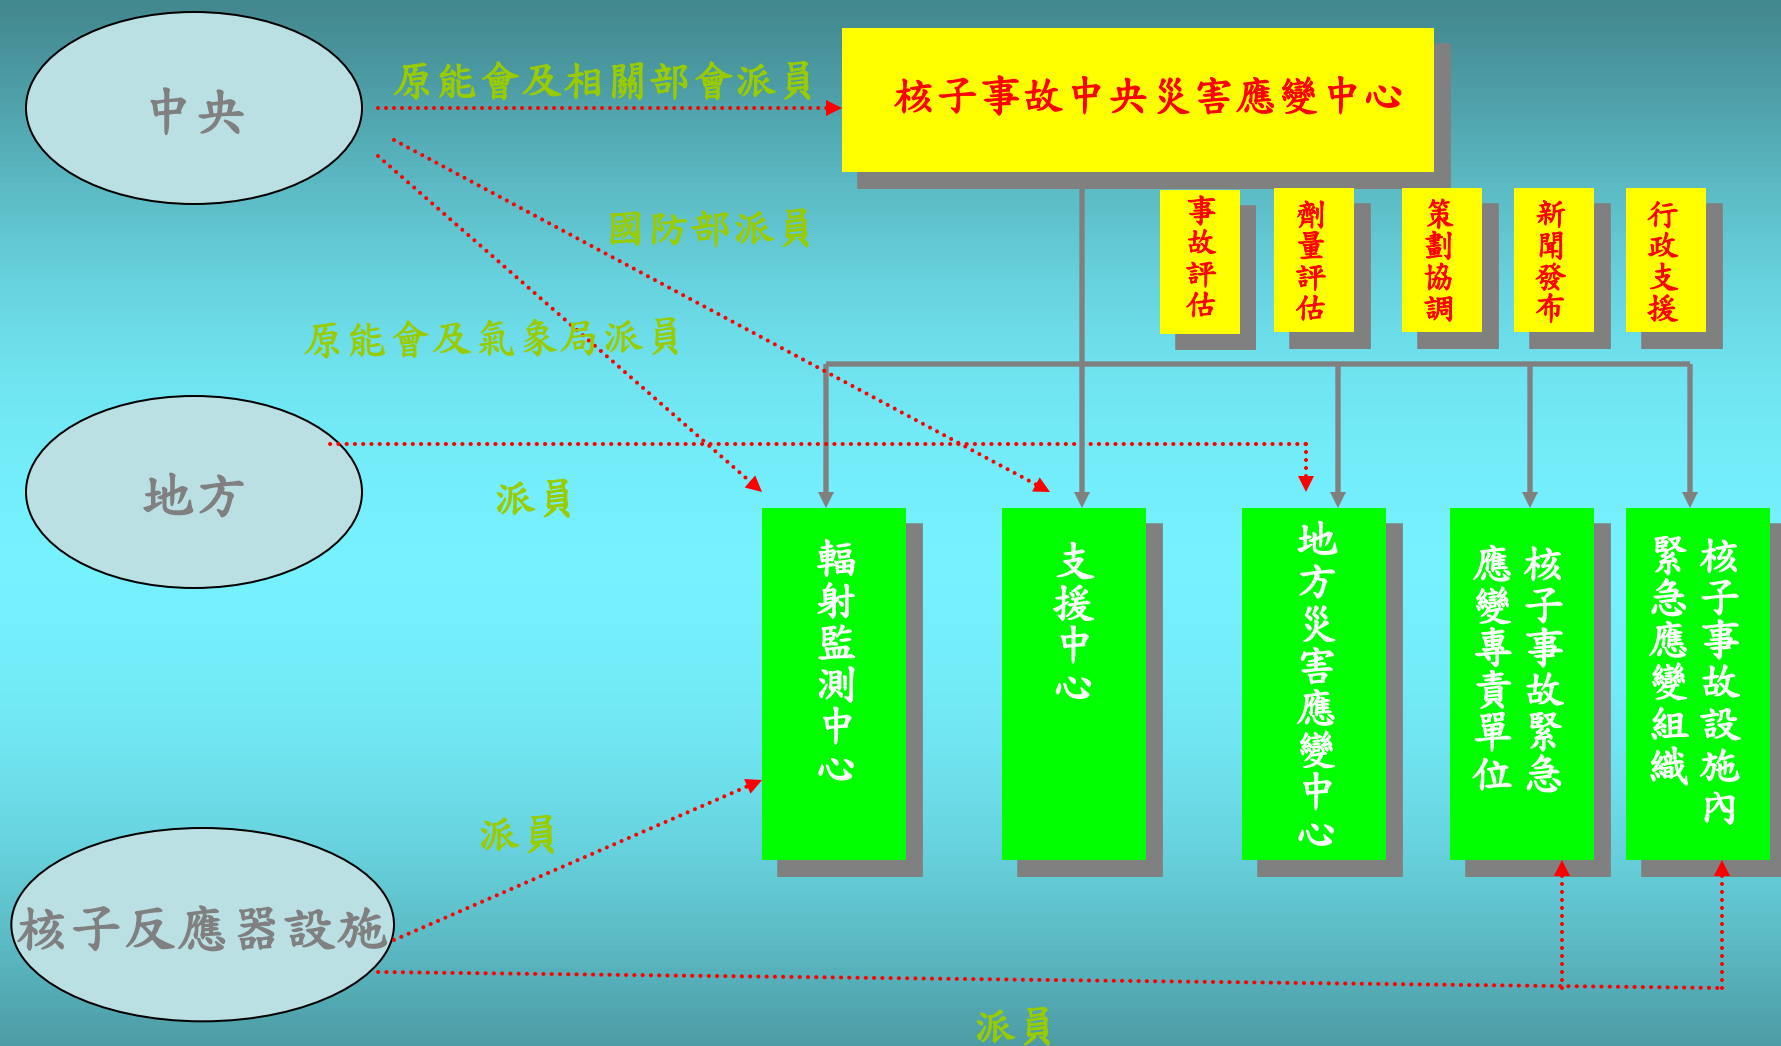 中央
原能會及相關部會派員
核子事故中央災害應變中心
國防部派員
事故評估
劑量評估
策劃協調
新聞發布
行政支援
原能會及氣象局派員
地方
派員
輻射監測中心
支援中心
地方災害應變中心
核子事故緊急
應變專責單位
核子事故設施內
緊急應變組織
派員
核子反應器設施
派員